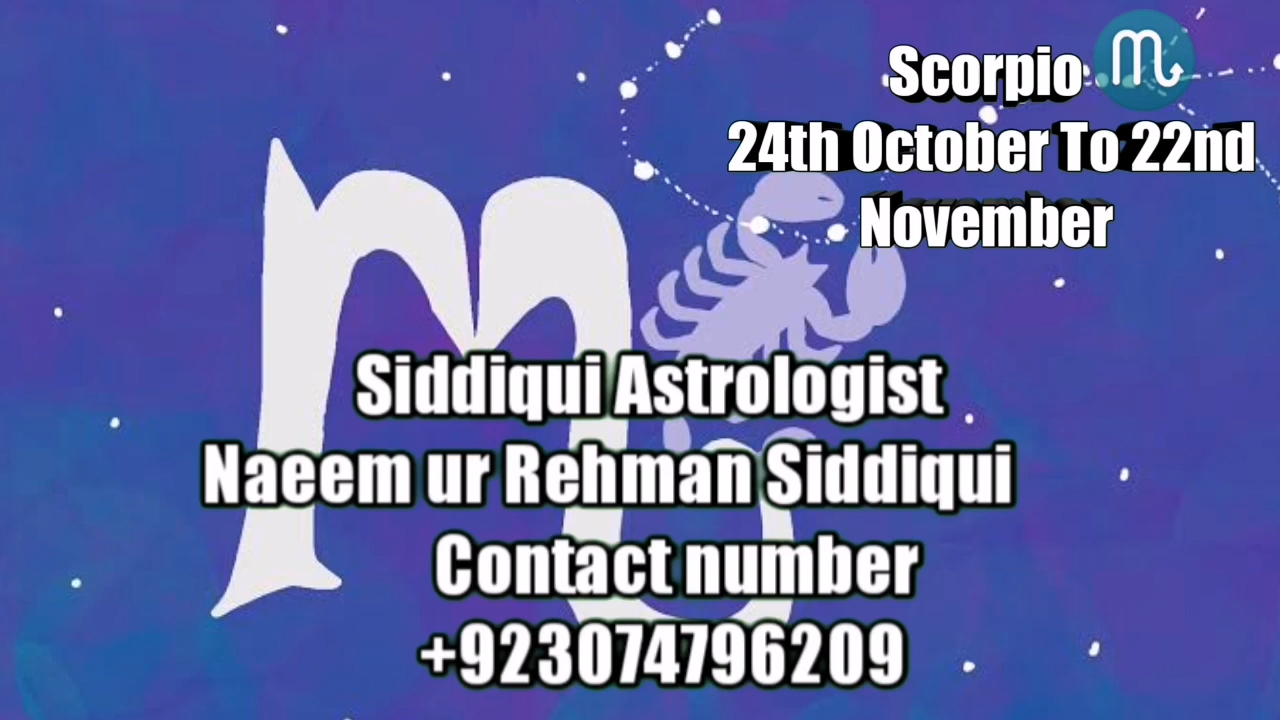 Scorpio ♏
24th October To 22nd
November
Siddiqui Astrologist
Naeem ur Rehman Siddiqui
Contact number
+923074796209